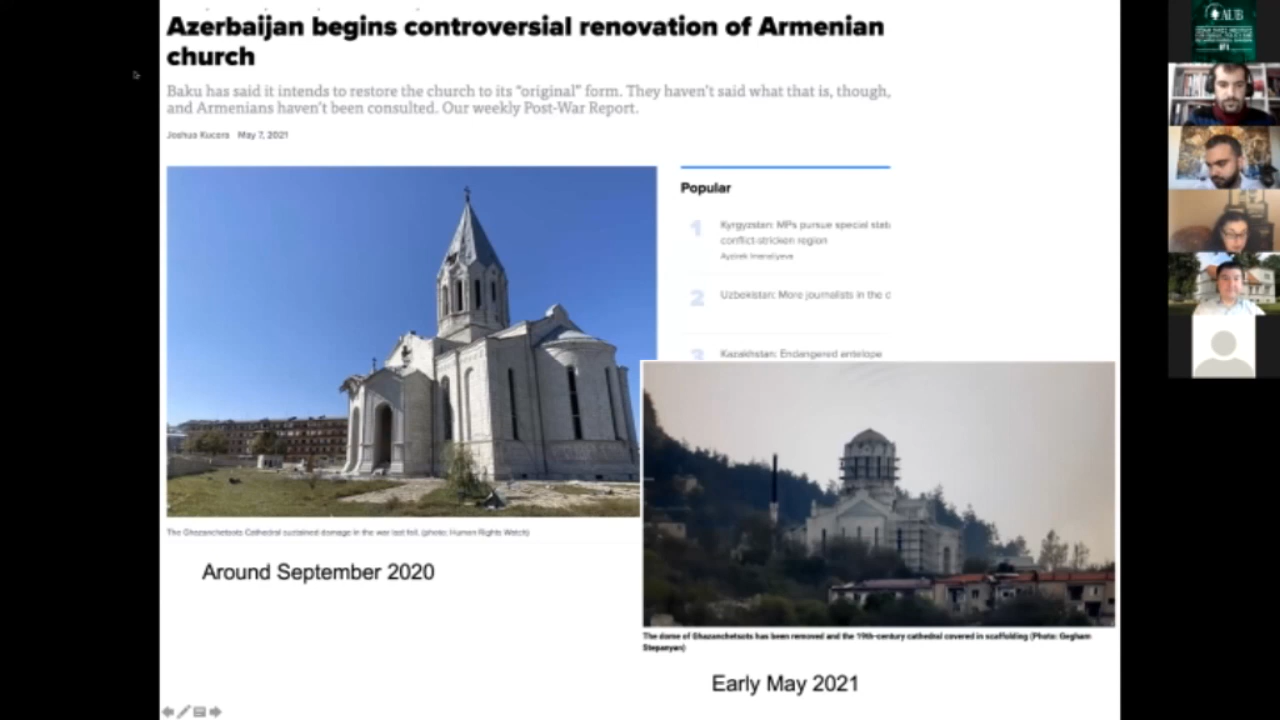 Azerbaijan begins controversial renovation of Armenian
church
Baku has said it intends to restore the church to its "original" form. They haven't said what that is, though,
and Armenians haven't been consulted. Our weekly Post-War Report.
Joshua Kucera May 7, 2021
Popular
1
Kyrgyzstan: MPs pursue special stat
conflict-stricken region
2
Uzbekistan: More journalists in the c
3
Kazakhstan: Endangered antelope
The Ghazanchetsots Cathedral sustained damage in the war last fall. (photo: Human Rights Watch)
Around September 2020
The dome of Ghazanchetsots has been removed and the 19th-century cathedral covered in scaffolding (Photo: Gegham
Stepanyan)
Early May 2021
AUB